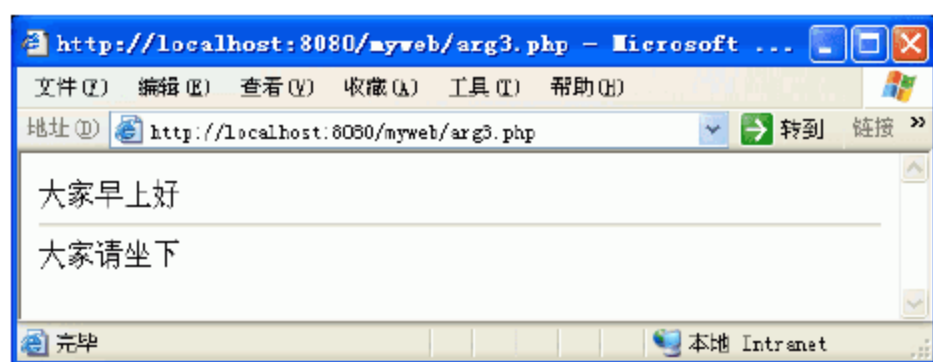 http://localhost:8080/myweb/arg3.php - Microsoft ...
文件(F) 编辑(E) 查看(V) 收藏(A) 工具(T) 帮助(H)
地址(D) http://localhost:8080/myweb/arg3.php 转到 链接 »
大家早上好
大家请坐下
完毕 本地 Intranet